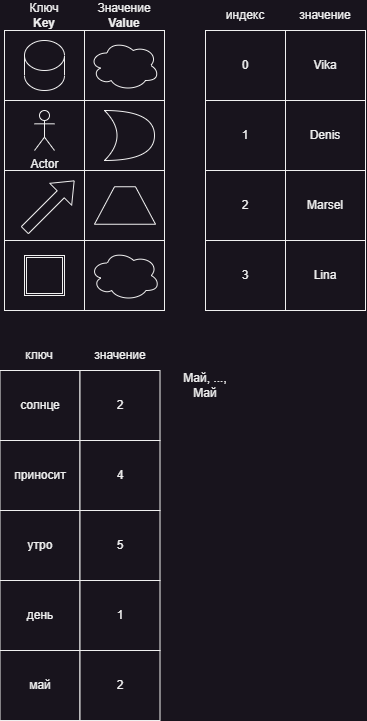 Ключ Значение
Key Value
Actor
индекс значение
0 Vika
1 Denis
2 Marsel
3 Lina
ключ значение
солнце 2
приносит 4
утро 5
день 1
май 2
Май, ...,
Май